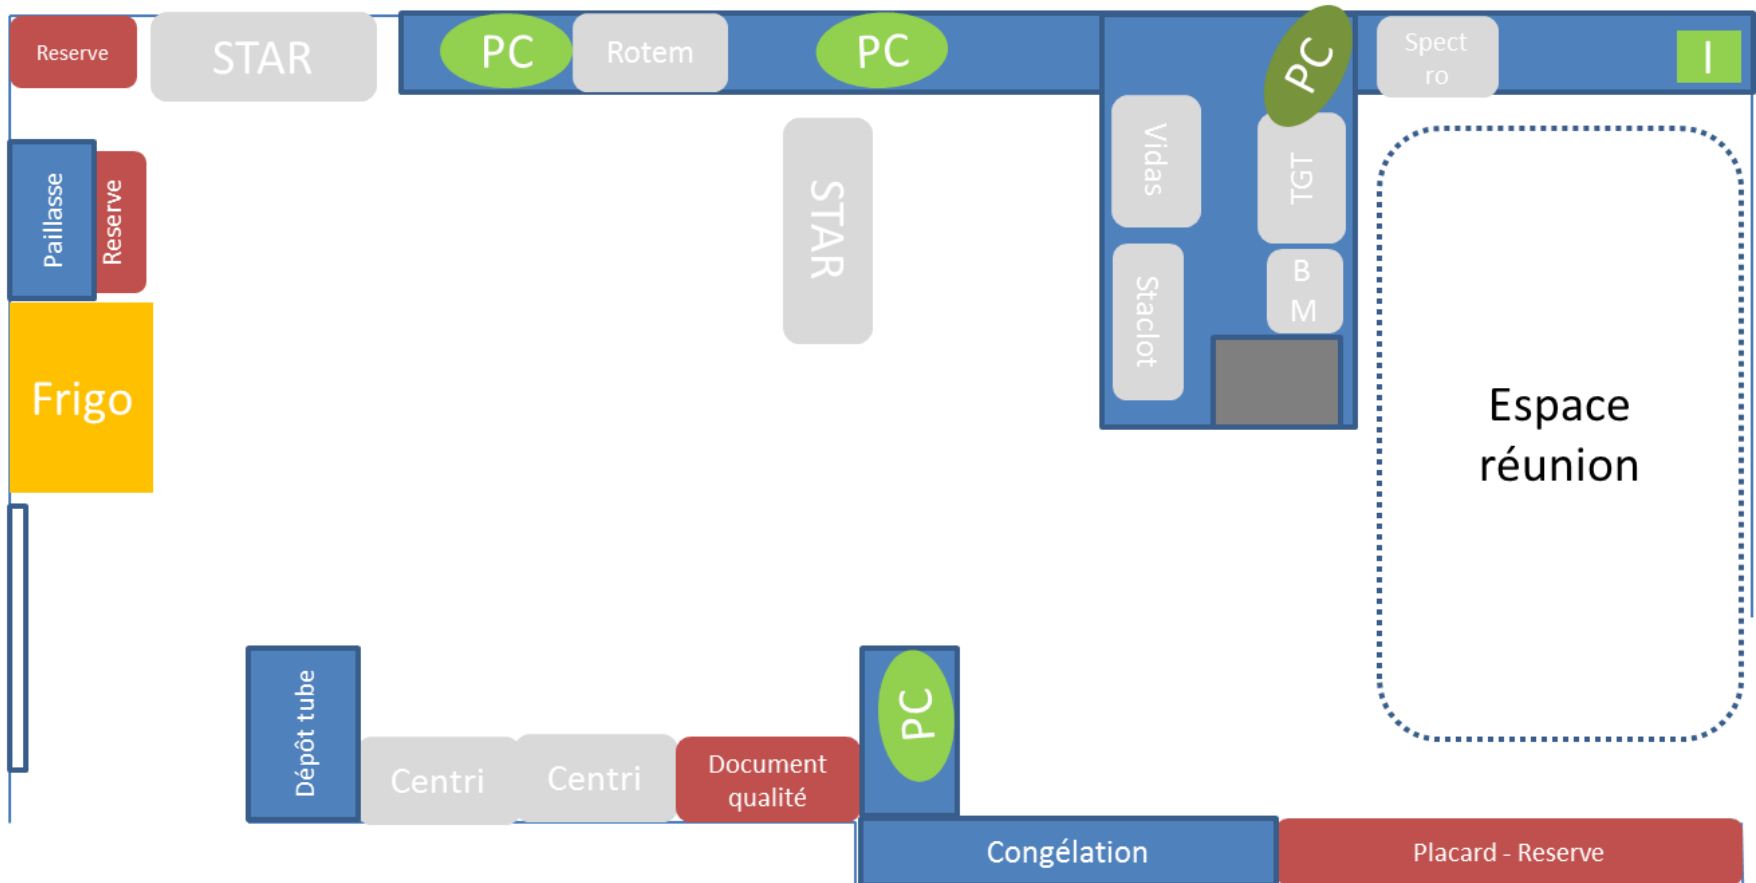 Reserve
STAR
PC
Rotem
PC
PC
Spect
ro
I
Vidas
TGT
Paillasse
Reserve
STAR
B
M
Staclot
Frigo
Espace
réunion
Dépôt tube
PC
Centri
Centri
Document
qualité
Congélation
Placard - Reserve